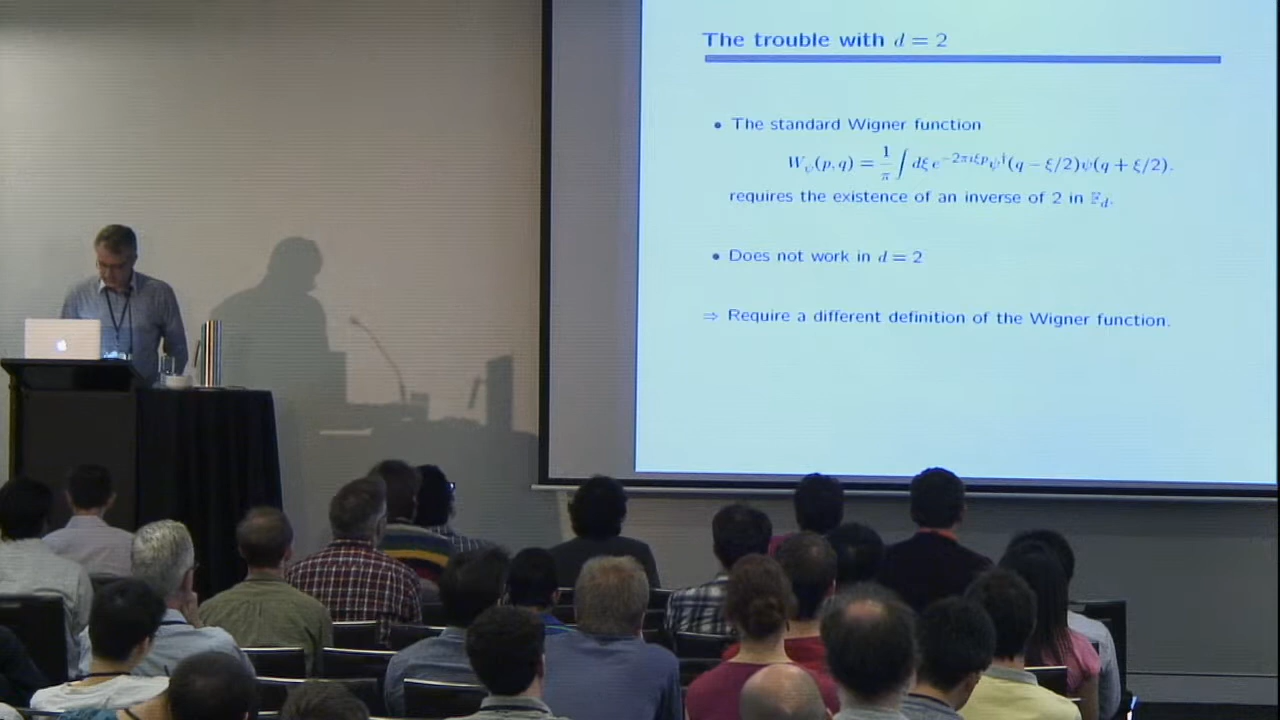 The trouble with d = 2
• The standard Wigner function
W_ψ(p, q) = 1/π ∫ dξ e^{−2πiξp} ψ†(q − ξ/2)ψ(q + ξ/2).
requires the existence of an inverse of 2 in 𝔽_d.
• Does not work in d = 2
⇒ Require a different definition of the Wigner function.